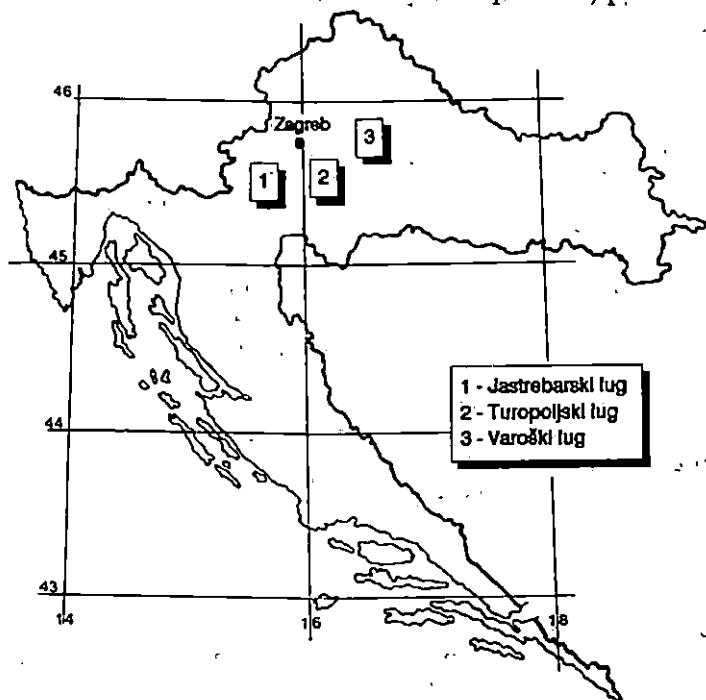 46
Zagreb
3
1
2
45
1 - Jastrebarski lug
2 - Turopoljski lug
3 - Varoški lug
44
43
14
16
18